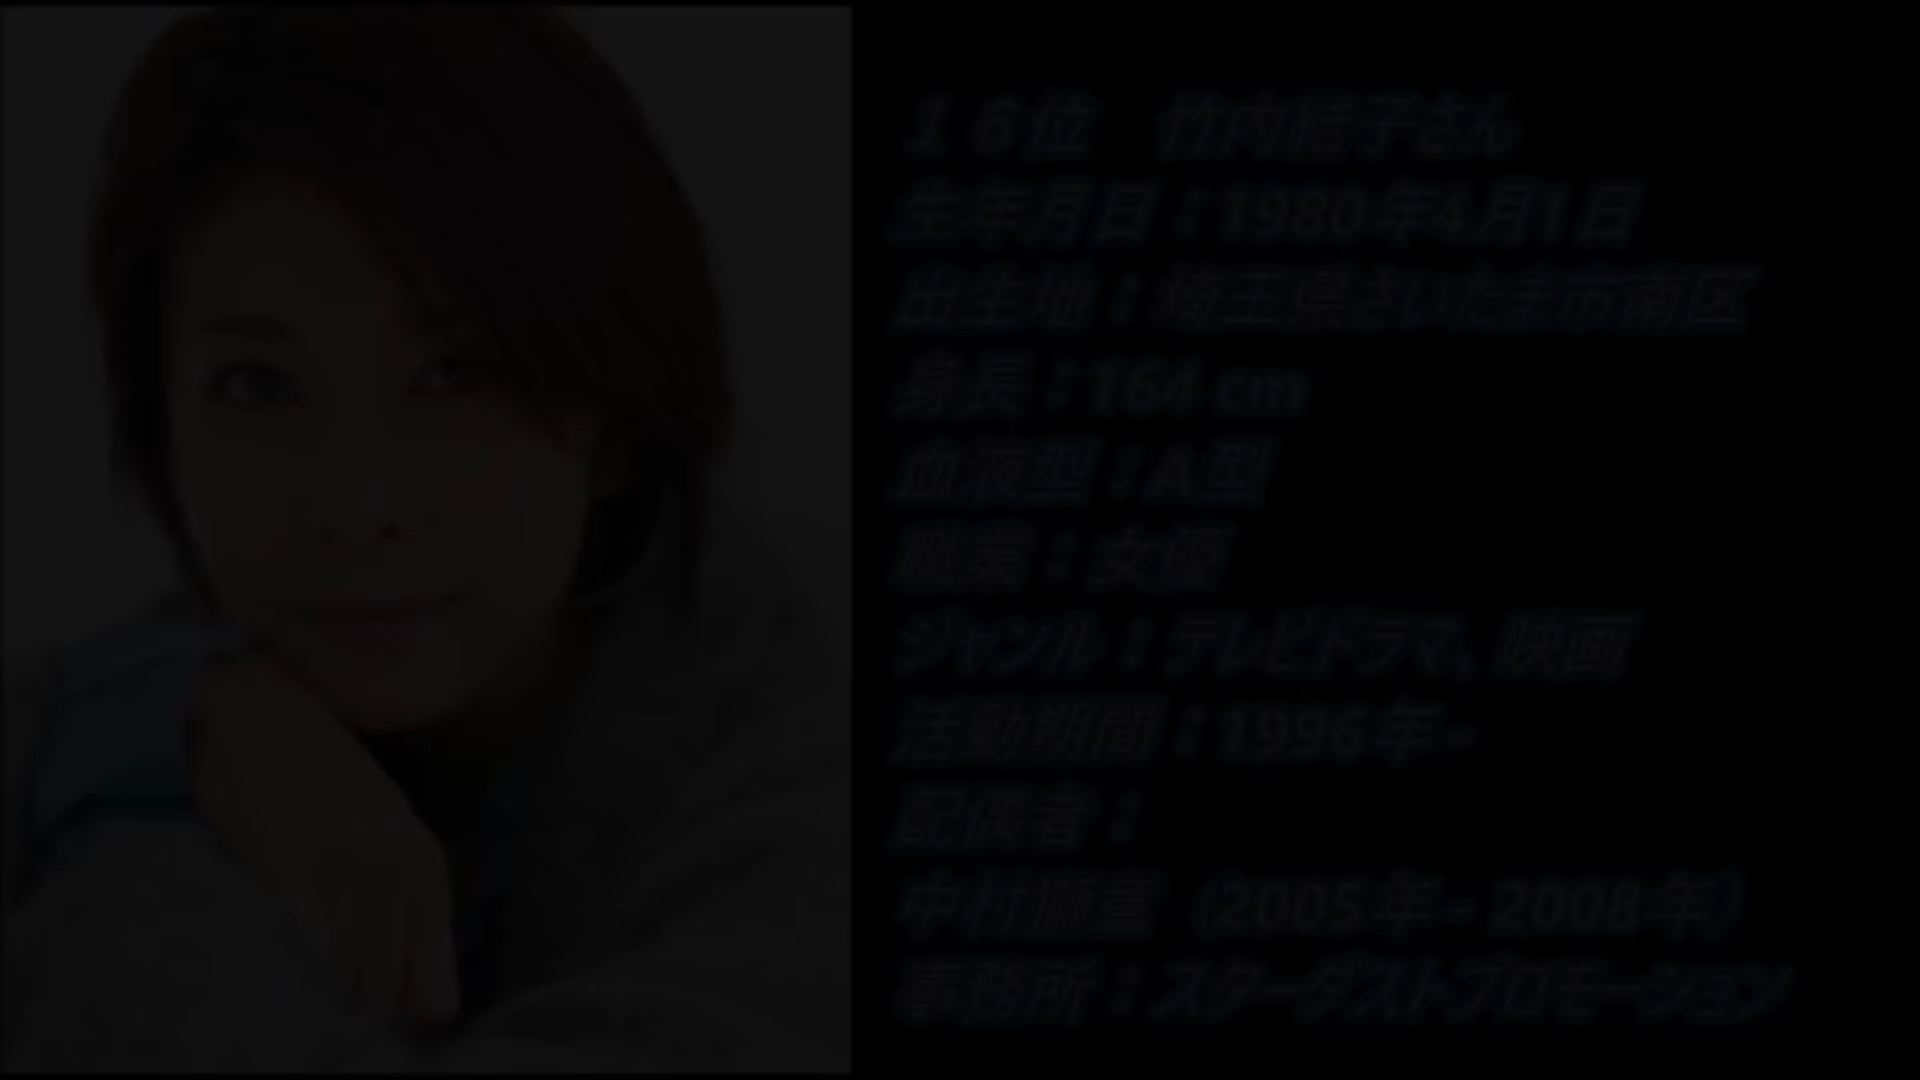 １６位　竹内結子さん
生年月日：1980年4月1日
出生地：埼玉県さいたま市南区
身長：164 cm
血液型：A型
職業：女優
ジャンル：テレビドラマ、映画
活動期間：1996年 -
配偶者：
中村獅童（2005年 - 2008年）
事務所：スターダストプロモーション